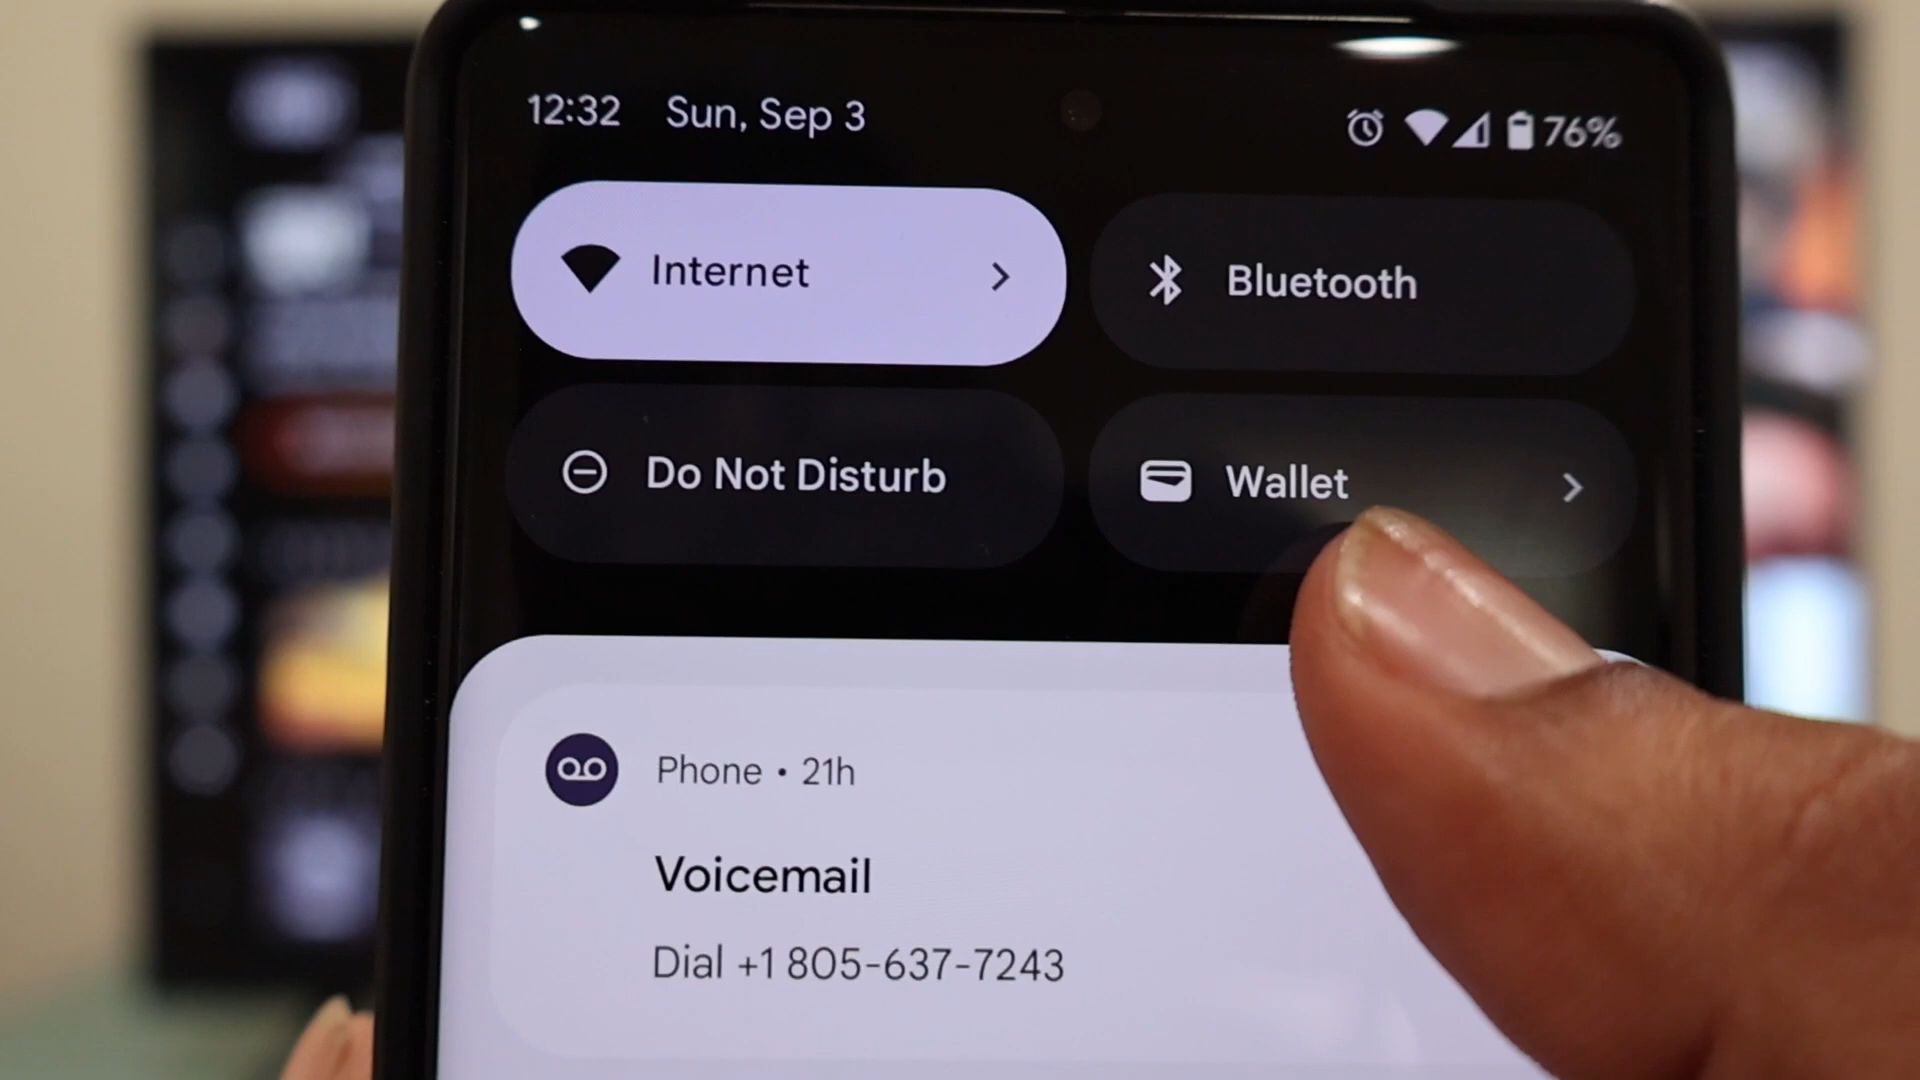 12:32 Sun, Sep 3 76%
Internet
Bluetooth
Do Not Disturb
Wallet
Phone • 21h
Voicemail
Dial +1 805-637-7243